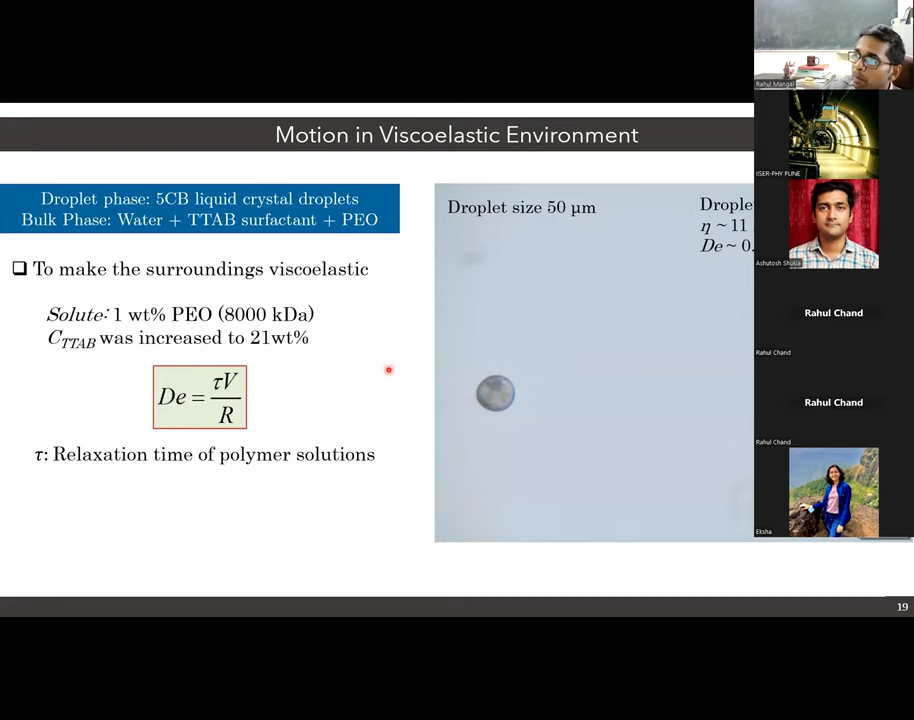 Motion in Viscoelastic Environment
Droplet phase: 5CB liquid crystal droplets
Bulk Phase: Water + TTAB surfactant + PEO
❑ To make the surroundings viscoelastic
Solute: 1 wt% PEO (8000 kDa)
C_TTAB was increased to 21wt%
De = τV / R
τ: Relaxation time of polymer solutions
Droplet size 50 µm
Drople
η ~ 11
De ~ 0.
19
Rahul Mangal
IISER-PHY PUNE
Ashutosh Shukla
Rahul Chand
Rahul Chand
Rahul Chand
Rahul Chand
Eksha